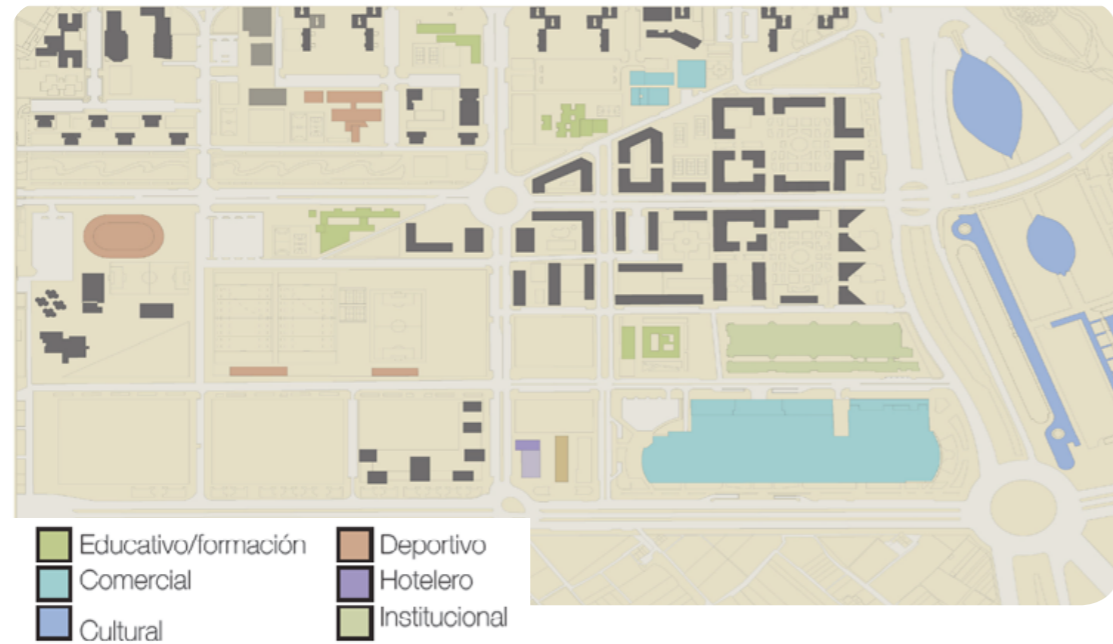 Educativo/formación
Comercial
Cultural
Deportivo
Hotelero
Institucional